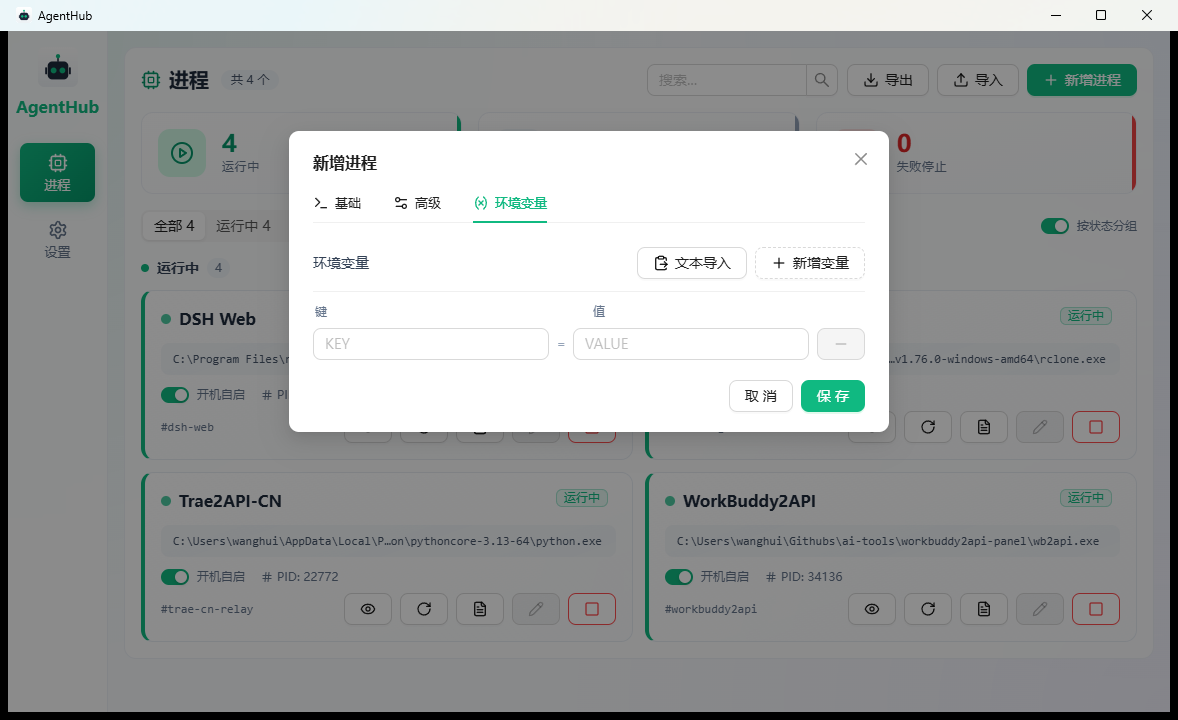 AgentHub
AgentHub
进程
设置
进程
共 4 个
搜索...
导出
导入
新增进程
4
运行中
0
失败停止
全部 4
运行中 4
按状态分组
运行中
4
新增进程
基础
高级
环境变量
环境变量
文本导入
新增变量
键
值
KEY
=
VALUE
取 消
保 存
DSH Web
C:\Program Files\
开机自启
# PI
#dsh-web
运行中
…v1.76.0-windows-amd64\rclone.exe
Trae2API-CN
运行中
C:\Users\wanghui\AppData\Local\P…on\pythoncore-3.13-64\python.exe
开机自启
# PID: 22772
#trae-cn-relay
WorkBuddy2API
运行中
C:\Users\wanghui\Githubs\ai-tools\workbuddy2api-panel\wb2api.exe
开机自启
# PID: 34136
#workbuddy2api